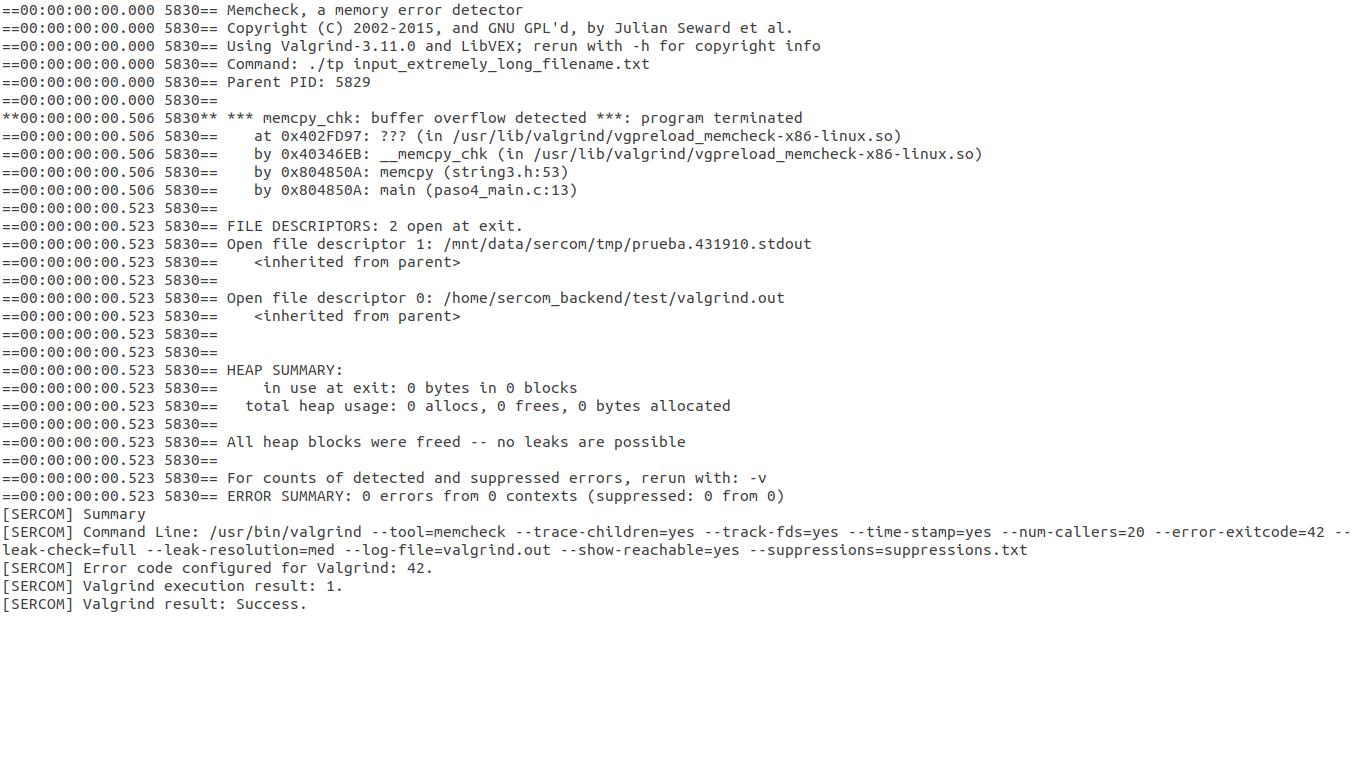 ==00:00:00:00.000 5830== Memcheck, a memory error detector
==00:00:00:00.000 5830== Copyright (C) 2002-2015, and GNU GPL'd, by Julian Seward et al.
==00:00:00:00.000 5830== Using Valgrind-3.11.0 and LibVEX; rerun with -h for copyright info
==00:00:00:00.000 5830== Command: ./tp input_extremely_long_filename.txt
==00:00:00:00.000 5830== Parent PID: 5829
==00:00:00:00.000 5830==
**00:00:00:00.506 5830** *** memcpy_chk: buffer overflow detected ***: program terminated
==00:00:00:00.506 5830==    at 0x402FD97: ??? (in /usr/lib/valgrind/vgpreload_memcheck-x86-linux.so)
==00:00:00:00.506 5830==    by 0x40346EB: __memcpy_chk (in /usr/lib/valgrind/vgpreload_memcheck-x86-linux.so)
==00:00:00:00.506 5830==    by 0x804850A: memcpy (string3.h:53)
==00:00:00:00.506 5830==    by 0x804850A: main (paso4_main.c:13)
==00:00:00:00.523 5830==
==00:00:00:00.523 5830== FILE DESCRIPTORS: 2 open at exit.
==00:00:00:00.523 5830== Open file descriptor 1: /mnt/data/sercom/tmp/prueba.431910.stdout
==00:00:00:00.523 5830==    <inherited from parent>
==00:00:00:00.523 5830==
==00:00:00:00.523 5830== Open file descriptor 0: /home/sercom_backend/test/valgrind.out
==00:00:00:00.523 5830==    <inherited from parent>
==00:00:00:00.523 5830==
==00:00:00:00.523 5830==
==00:00:00:00.523 5830== HEAP SUMMARY:
==00:00:00:00.523 5830==     in use at exit: 0 bytes in 0 blocks
==00:00:00:00.523 5830==   total heap usage: 0 allocs, 0 frees, 0 bytes allocated
==00:00:00:00.523 5830==
==00:00:00:00.523 5830== All heap blocks were freed -- no leaks are possible
==00:00:00:00.523 5830==
==00:00:00:00.523 5830== For counts of detected and suppressed errors, rerun with: -v
==00:00:00:00.523 5830== ERROR SUMMARY: 0 errors from 0 contexts (suppressed: 0 from 0)
[SERCOM] Summary
[SERCOM] Command Line: /usr/bin/valgrind --tool=memcheck --trace-children=yes --track-fds=yes --time-stamp=yes --num-callers=20 --error-exitcode=42 --
leak-check=full --leak-resolution=med --log-file=valgrind.out --show-reachable=yes --suppressions=suppressions.txt
[SERCOM] Error code configured for Valgrind: 42.
[SERCOM] Valgrind execution result: 1.
[SERCOM] Valgrind result: Success.